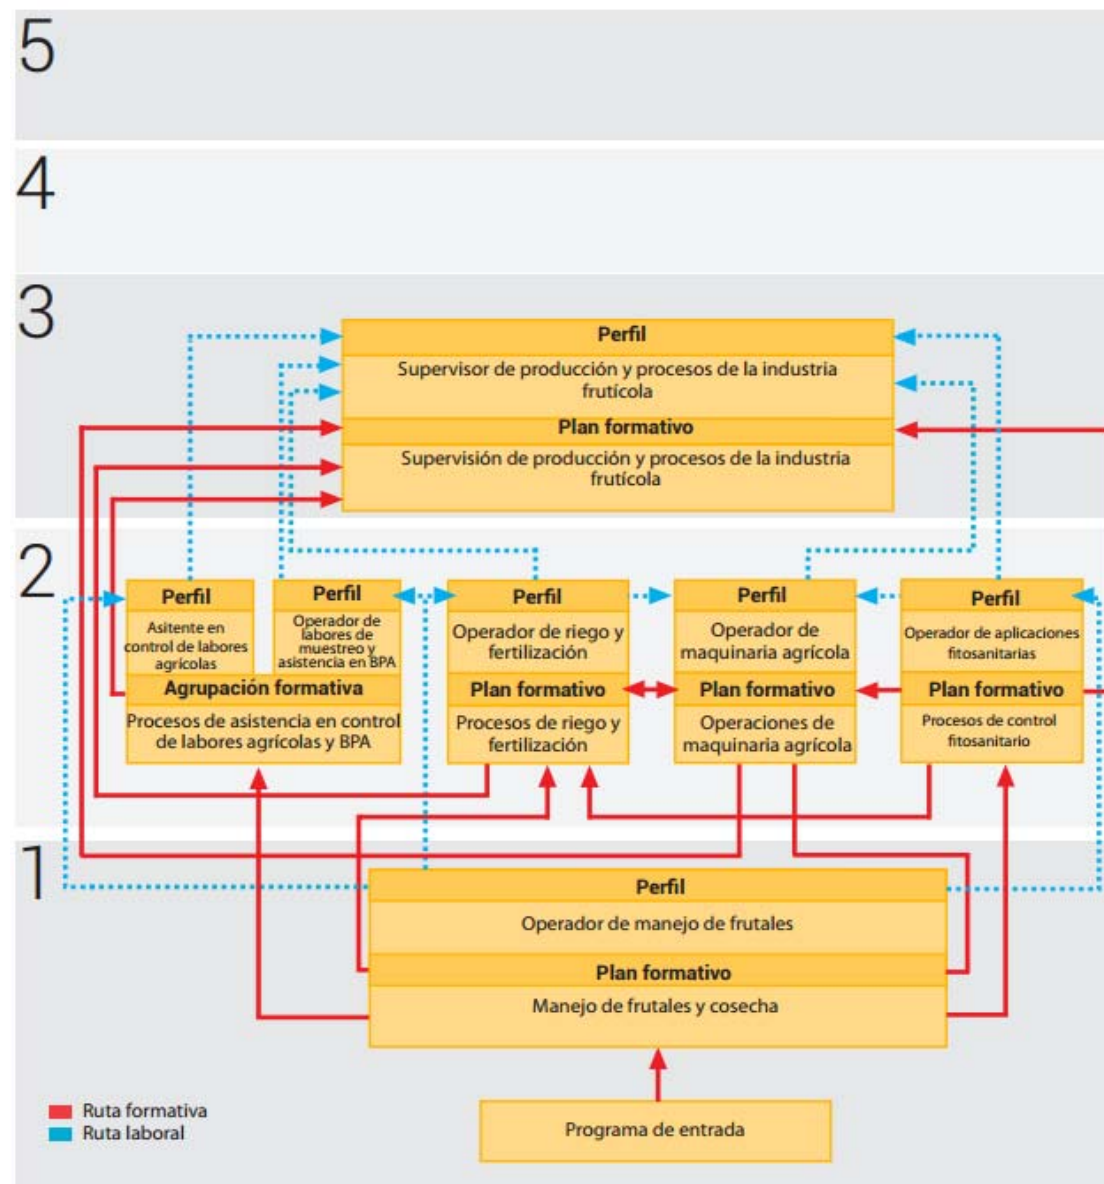 5
4
3
Perfil
Supervisor de producción y procesos de la industria
frutícola
Plan formativo
Supervisión de producción y procesos de la industria
frutícola
2
Perfil
Asitente en
control de labores
agrícolas
Perfil
Operador de
labores de
muestreo y
asistencia en BPA
Agrupación formativa
Procesos de asistencia en control
de labores agrícolas y BPA
Perfil
Operador de riego y
fertilización
Plan formativo
Procesos de riego y
fertilización
Perfil
Operador de
maquinaria agrícola
Plan formativo
Operaciones de
maquinaria agrícola
Perfil
Operador de aplicaciones
fitosanitarias
Plan formativo
Procesos de control
fitosanitario
1
Perfil
Operador de manejo de frutales
Plan formativo
Manejo de frutales y cosecha
Programa de entrada
Ruta formativa
Ruta laboral